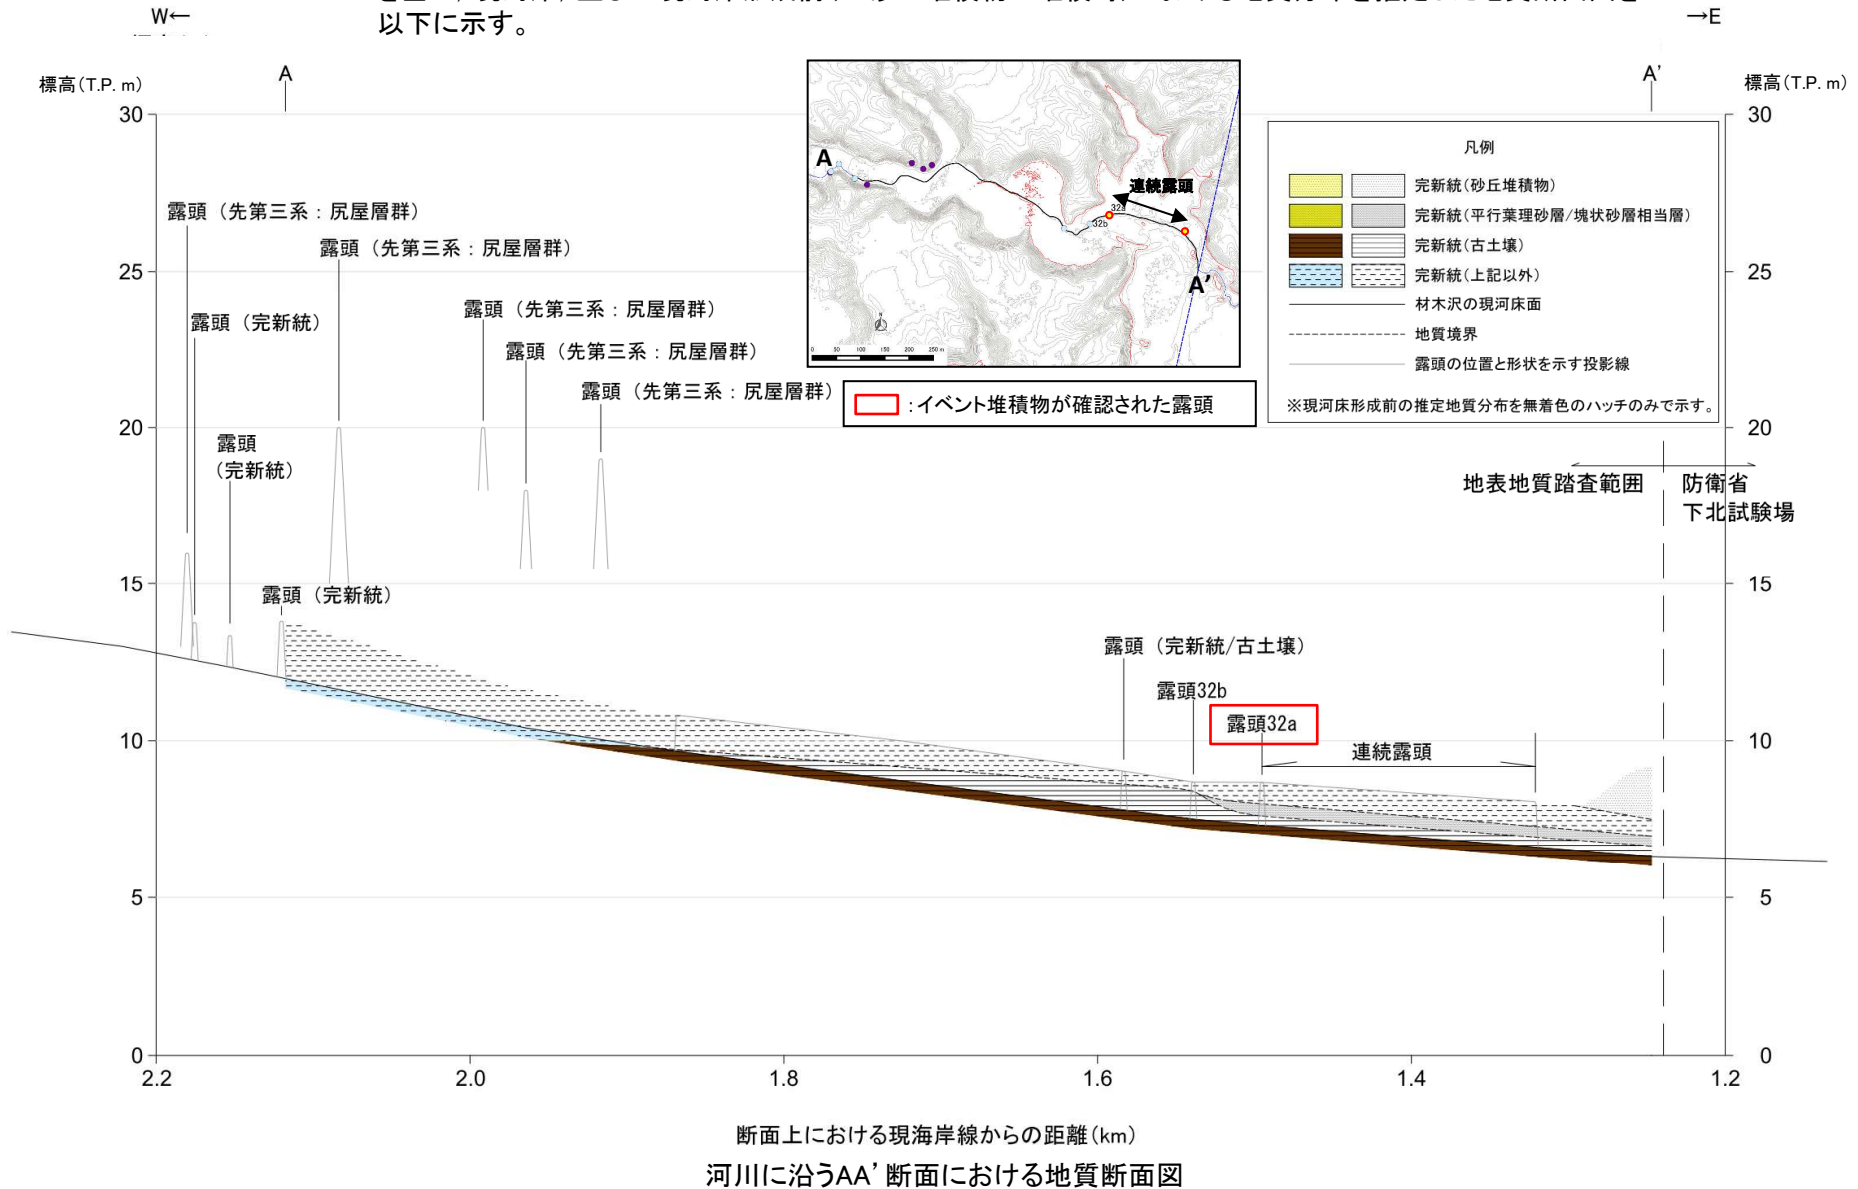 以下に示す。
W←
→E
標高(T.P. m)
A
A'
標高(T.P. m)
30
25
20
15
10
5
0
30
25
20
15
10
5
0
2.2
2.0
1.8
1.6
1.4
1.2
露頭（先第三系：尻屋層群）
露頭（先第三系：尻屋層群）
露頭（完新統）
露頭（先第三系：尻屋層群）
露頭（先第三系：尻屋層群）
露頭（先第三系：尻屋層群）
露頭
（完新統）
露頭（完新統）
A
連続露頭
32a
32b
A'
N
0 50 100 150 200 250 m
：イベント堆積物が確認された露頭
凡例
完新統(砂丘堆積物)
完新統(平行葉理砂層/塊状砂層相当層)
完新統(古土壌)
完新統(上記以外)
材木沢の現河床面
地質境界
露頭の位置と形状を示す投影線
※現河床形成前の推定地質分布を無着色のハッチのみで示す。
地表地質踏査範囲
防衛省
下北試験場
露頭（完新統/古土壌）
露頭32b
露頭32a
連続露頭
断面上における現海岸線からの距離(km)
河川に沿うAA'断面における地質断面図